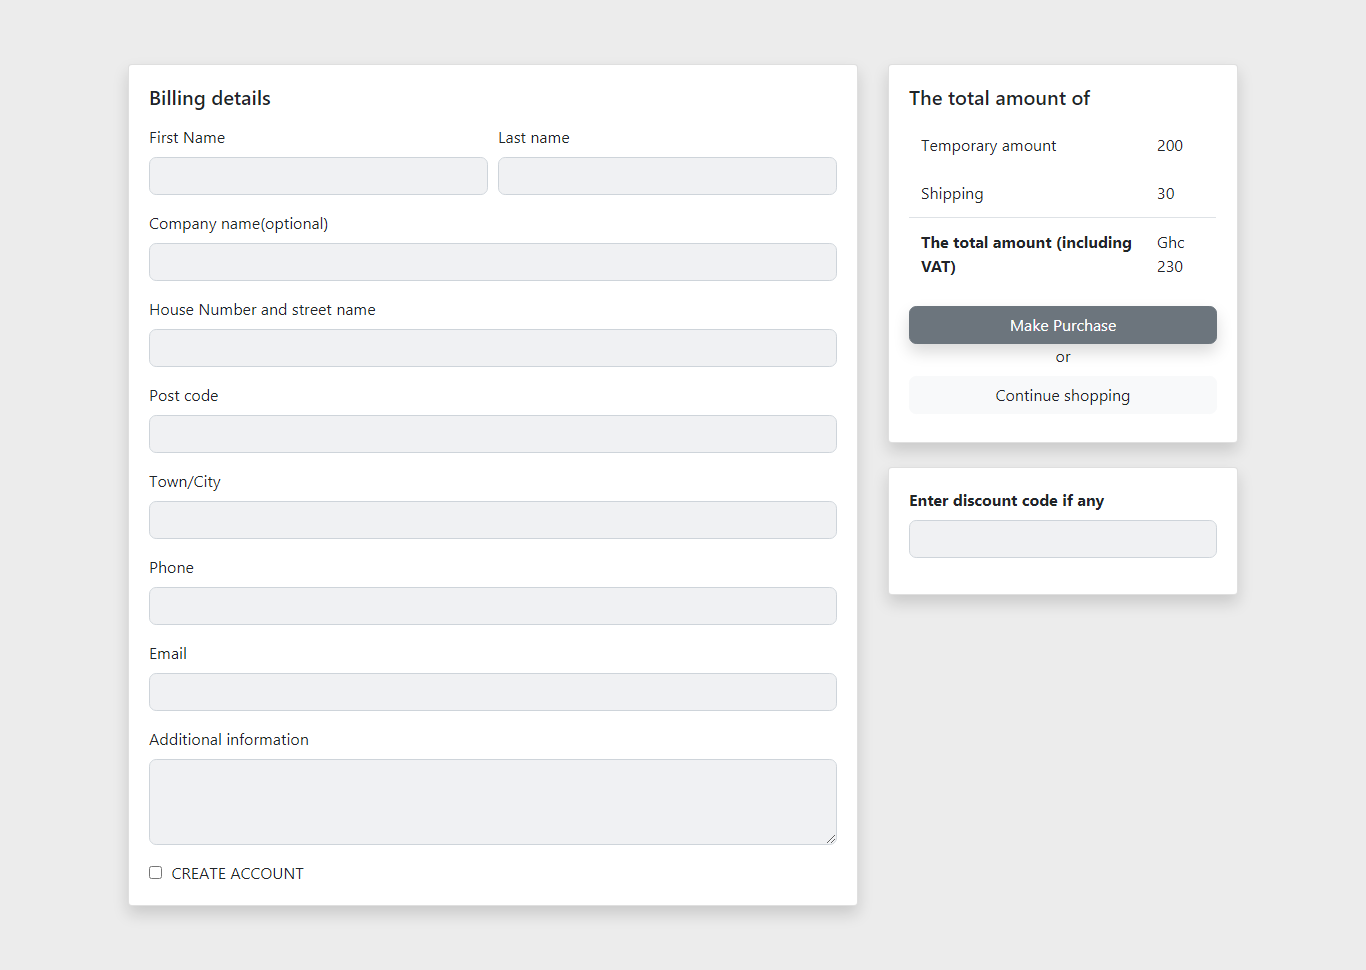 Billing details
First Name
Last name
Company name(optional)
House Number and street name
Post code
Town/City
Phone
Email
Additional information
CREATE ACCOUNT
The total amount of
Temporary amount 200
Shipping 30
The total amount (including Ghc
VAT) 230
Make Purchase
or
Continue shopping
Enter discount code if any